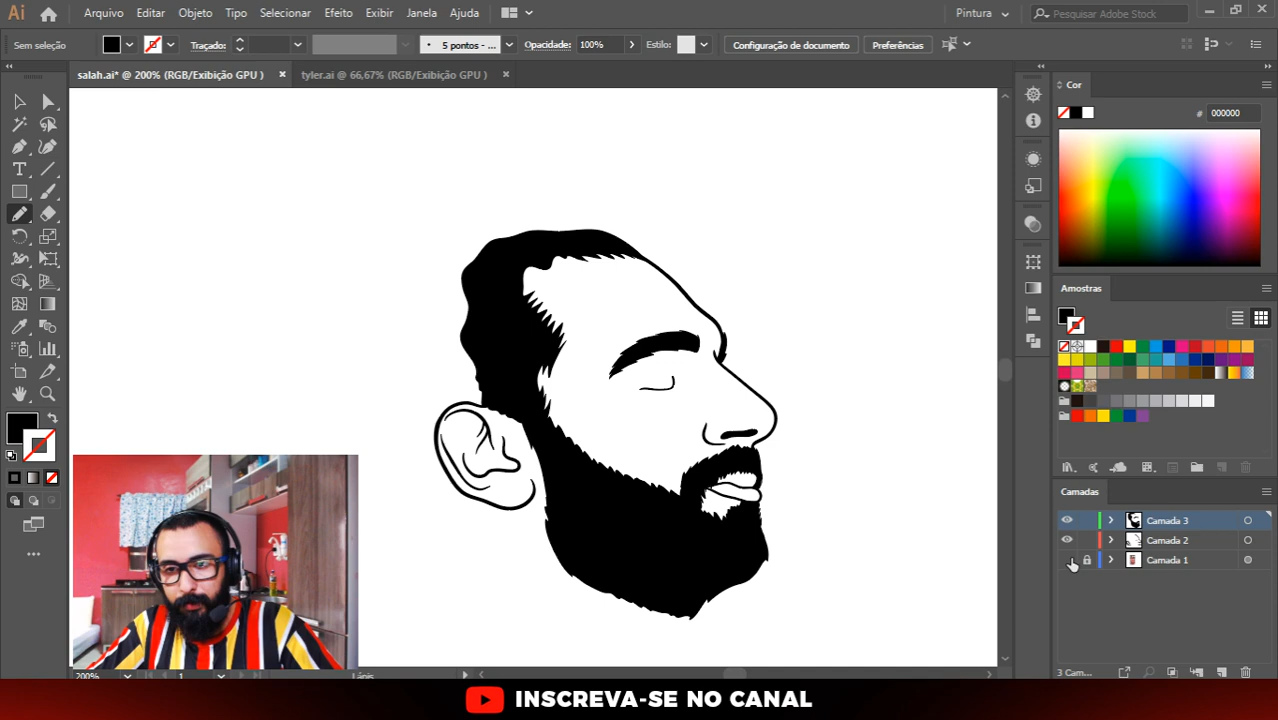 Ai Arquivo Editar Objeto Tipo Selecionar Efeito Exibir Janela Ajuda Pintura Pesquisar Adobe Stock
Sem seleção Traçado: 5 pontos - ... Opacidade: 100% Estilo: Configuração de documento Preferências
salah.ai* @ 200% (RGB/Exibição GPU ) tyler.ai @ 66,67% (RGB/Exibição GPU )
Cor
# 000000
Amostras
Camadas
Camada 3
Camada 2
Camada 1
200% 1 Lápis 3 Cam...
INSCREVA-SE NO CANAL